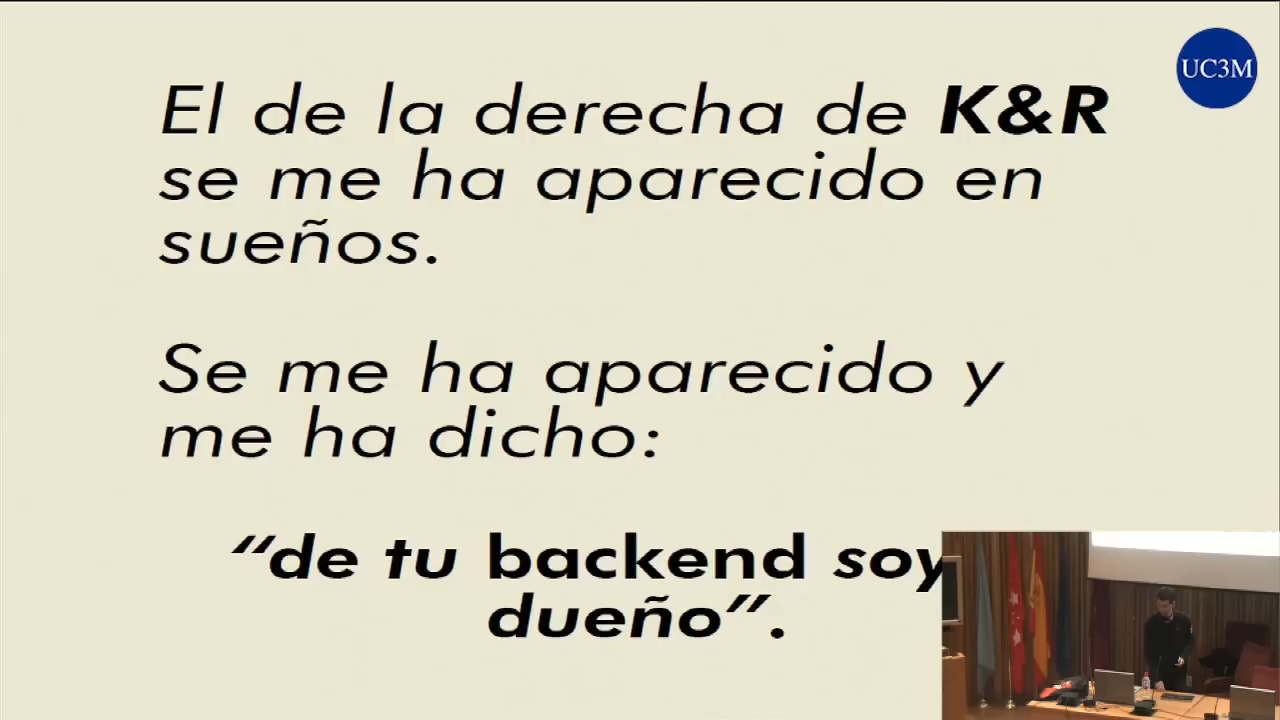 El de la derecha de K&R
se me ha aparecido en
sueños.
Se me ha aparecido y
me ha dicho:
“de tu backend soy
dueño”.
UC3M